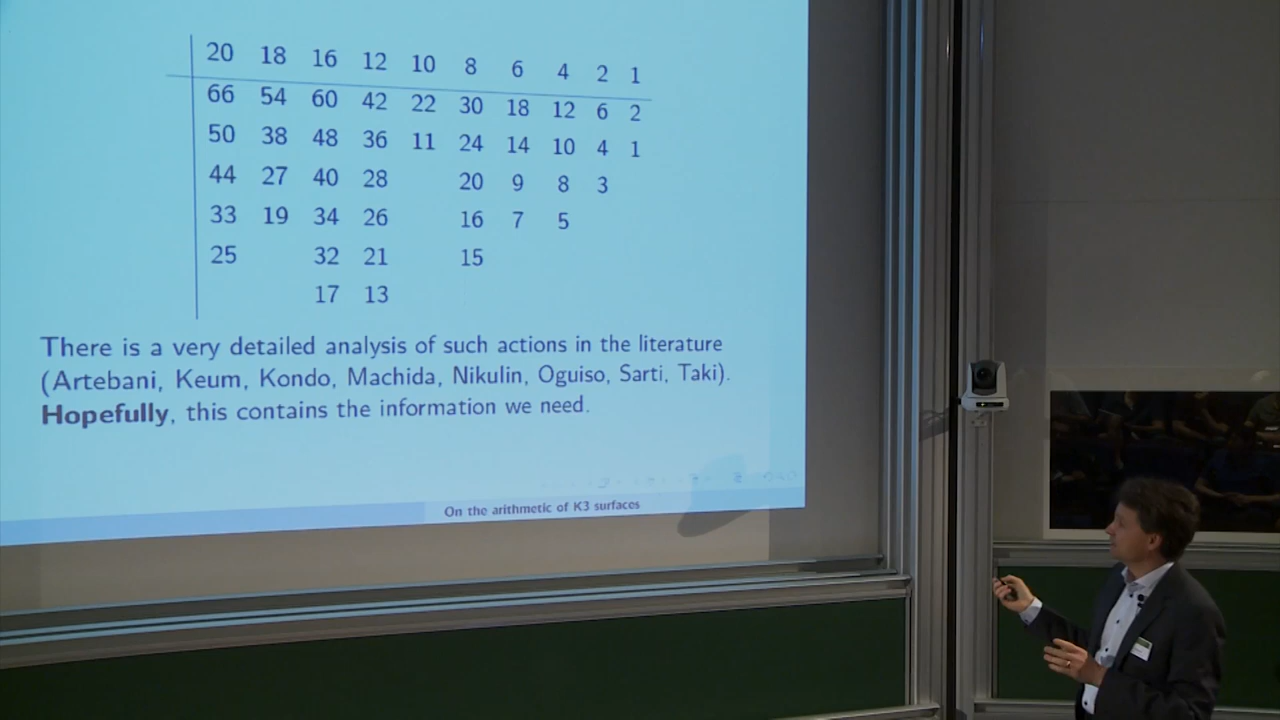 20 18 16 12 10 8 6 4 2 1
66 54 60 42 22 30 18 12 6 2
50 38 48 36 11 24 14 10 4 1
44 27 40 28 20 9 8 3
33 19 34 26 16 7 5
25 32 21 15
17 13
There is a very detailed analysis of such actions in the literature
(Artebani, Keum, Kondo, Machida, Nikulin, Oguiso, Sarti, Taki).
Hopefully, this contains the information we need.
On the arithmetic of K3 surfaces